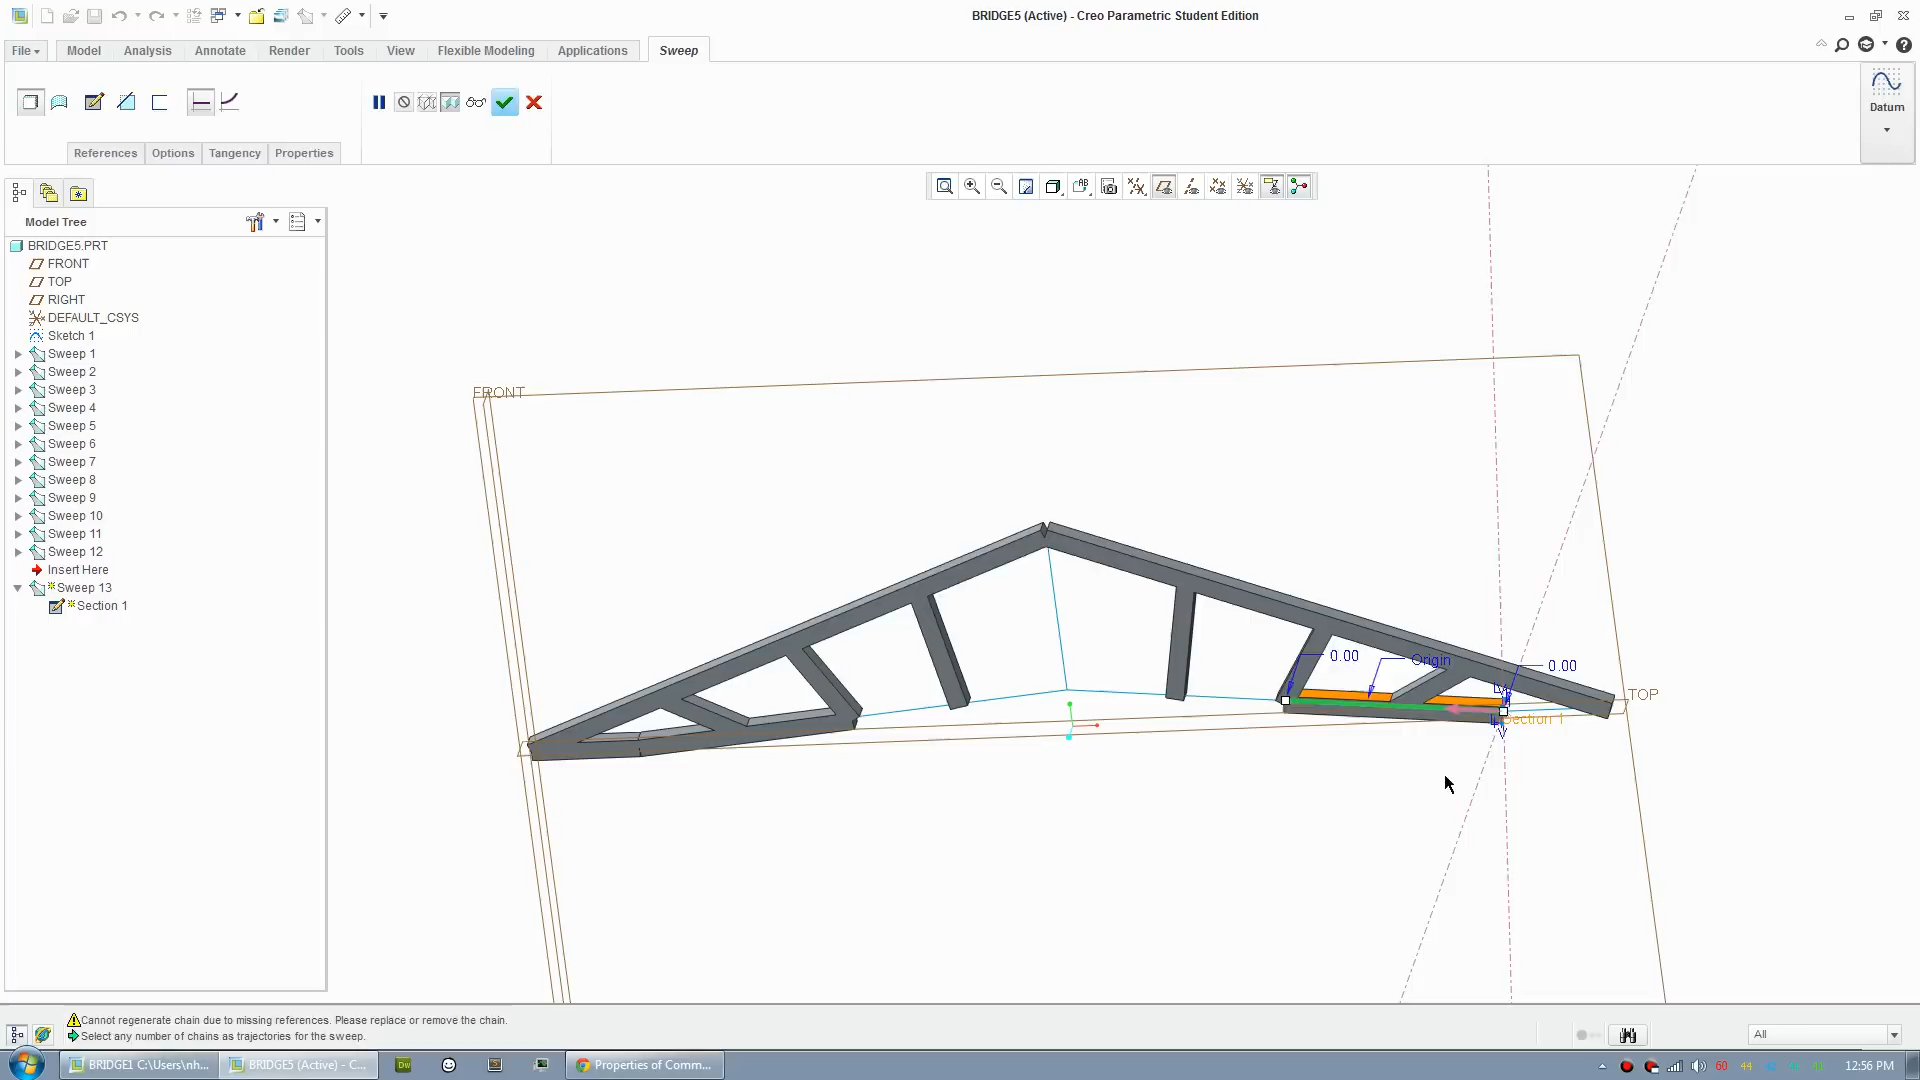 BRIDGE5 (Active) - Creo Parametric Student Edition
File Model Analysis Annotate Render Tools View Flexible Modeling Applications Sweep
Datum
References Options Tangency Properties
Model Tree
BRIDGE5.PRT
FRONT
TOP
RIGHT
DEFAULT_CSYS
Sketch 1
Sweep 1
Sweep 2
Sweep 3
Sweep 4
Sweep 5
Sweep 6
Sweep 7
Sweep 8
Sweep 9
Sweep 10
Sweep 11
Sweep 12
Insert Here
Sweep 13
Section 1
FRONT
0.00
Origin
0.00
TOP
Section 1
Cannot regenerate chain due to missing references. Please replace or remove the chain.
Select any number of chains as trajectories for the sweep.
All
BRIDGE1 C:\Users\nh...
BRIDGE5 (Active) - C...
Dw
Properties of Comm...
60 44
12:56 PM